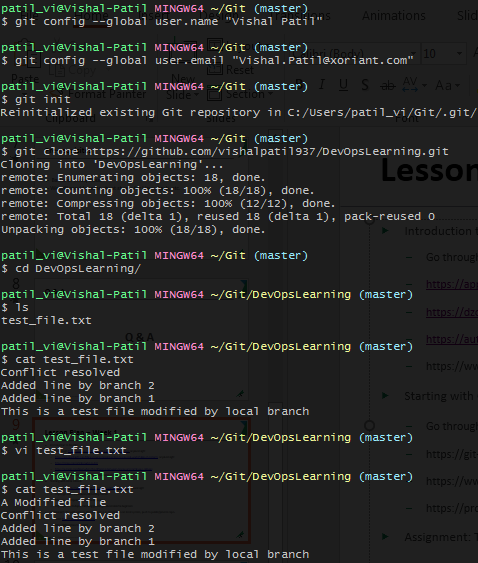 patil_vi@Vishal-Patil MINGW64 ~/Git (master)
$ git config --global user.name "Vishal Patil"
patil_vi@Vishal-Patil MINGW64 ~/Git (master)
$ git config --global user.email "Vishal.Patil@xoriant.com"
patil_vi@Vishal-Patil MINGW64 ~/Git (master)
$ git init
Reinitialized existing Git repository in C:/Users/patil_vi/Git/.git/
patil_vi@Vishal-Patil MINGW64 ~/Git (master)
$ git clone https://github.com/vishalpatil937/DevOpsLearning.git
Cloning into 'DevOpsLearning'...
remote: Enumerating objects: 18, done.
remote: Counting objects: 100% (18/18), done.
remote: Compressing objects: 100% (12/12), done.
remote: Total 18 (delta 1), reused 18 (delta 1), pack-reused 0
Unpacking objects: 100% (18/18), done.
patil_vi@Vishal-Patil MINGW64 ~/Git (master)
$ cd DevOpsLearning/
patil_vi@Vishal-Patil MINGW64 ~/Git/DevOpsLearning (master)
$ ls
test_file.txt
patil_vi@Vishal-Patil MINGW64 ~/Git/DevOpsLearning (master)
$ cat test_file.txt
Conflict resolved
Added line by branch 2
Added line by branch 1
This is a test file modified by local branch
patil_vi@Vishal-Patil MINGW64 ~/Git/DevOpsLearning (master)
$ vi test_file.txt
patil_vi@Vishal-Patil MINGW64 ~/Git/DevOpsLearning (master)
$ cat test_file.txt
A Modified file
Conflict resolved
Added line by branch 2
Added line by branch 1
This is a test file modified by local branch
Reset
Section
10
Lesson
Introduction
Go through
https://
https://
https://
Starting with
Go through
https://git
https://
https://
Assignment:
8
Q & A
9